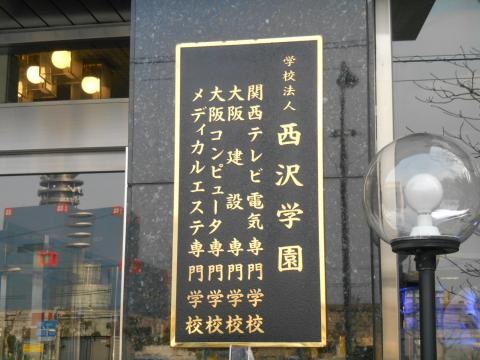 学校法人 西沢学園
関西テレビ電気専門学校
大阪建設専門学校
大阪コンピュータ専門学校
メディカルエステ専門学校